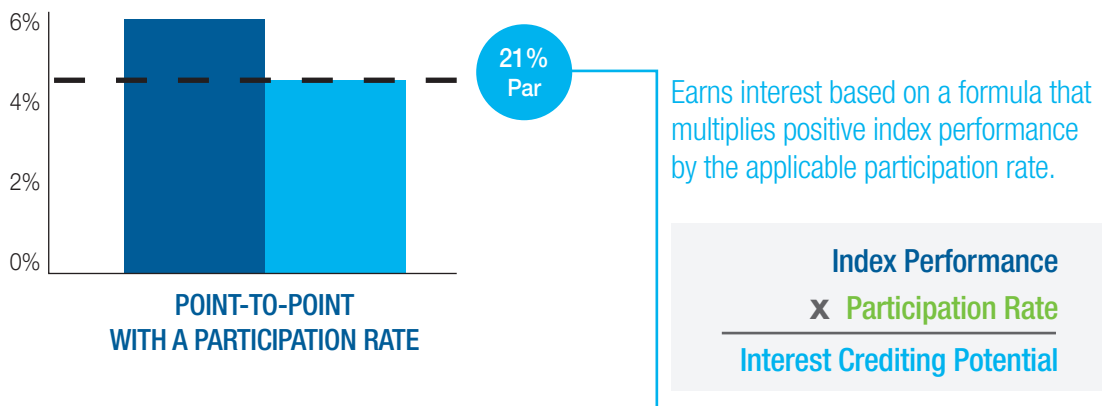 6%
4%
2%
0%
POINT-TO-POINT
WITH A PARTICIPATION RATE
21%
Par
Earns interest based on a formula that
multiplies positive index performance
by the applicable participation rate.
Index Performance
x Participation Rate
Interest Crediting Potential